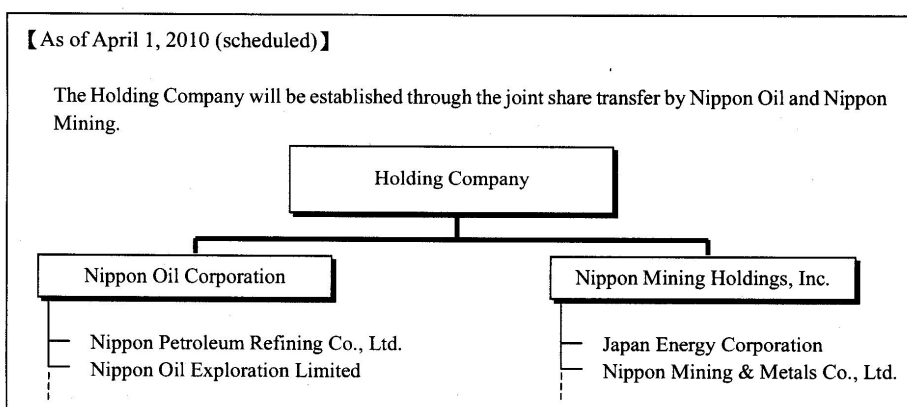 【As of April 1, 2010 (scheduled)】
The Holding Company will be established through the joint share transfer by Nippon Oil and Nippon
Mining.
Holding Company
Nippon Oil Corporation
Nippon Mining Holdings, Inc.
Nippon Petroleum Refining Co., Ltd.
Nippon Oil Exploration Limited
Japan Energy Corporation
Nippon Mining & Metals Co., Ltd.